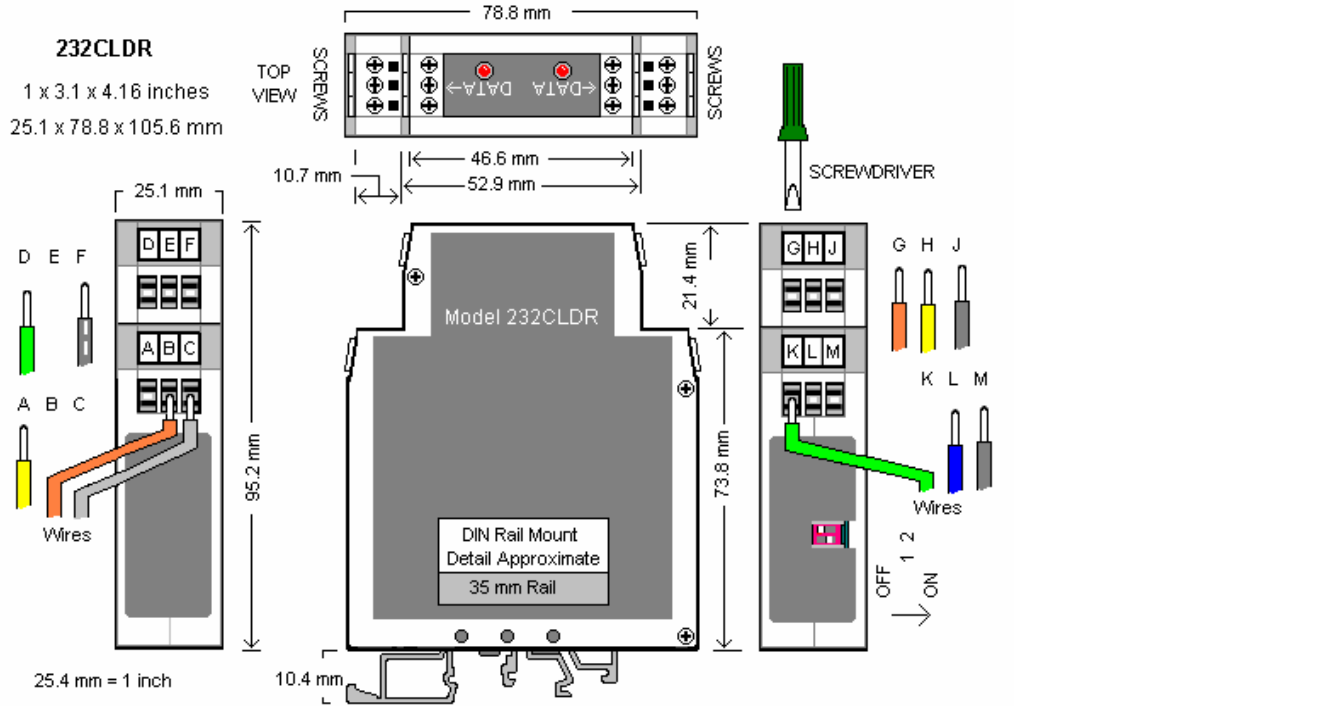 78.8 mm
232CLDR
1 x 3.1 x 4.16 inches
25.1 x 78.8 x 105.6 mm
TOP
VIEW
SCREWS
←DATA
DATA→
SCREWS
SCREWDRIVER
46.6 mm
10.7 mm
52.9 mm
25.1 mm
D E F
D E F
A B C
A B C
Wires
95.2 mm
Model 232CLDR
21.4 mm
73.8 mm
DIN Rail Mount
Detail Approximate
35 mm Rail
G H J
G H J
K L M
K L M
Wires
1 2
OFF
ON
10.4 mm
25.4 mm = 1 inch